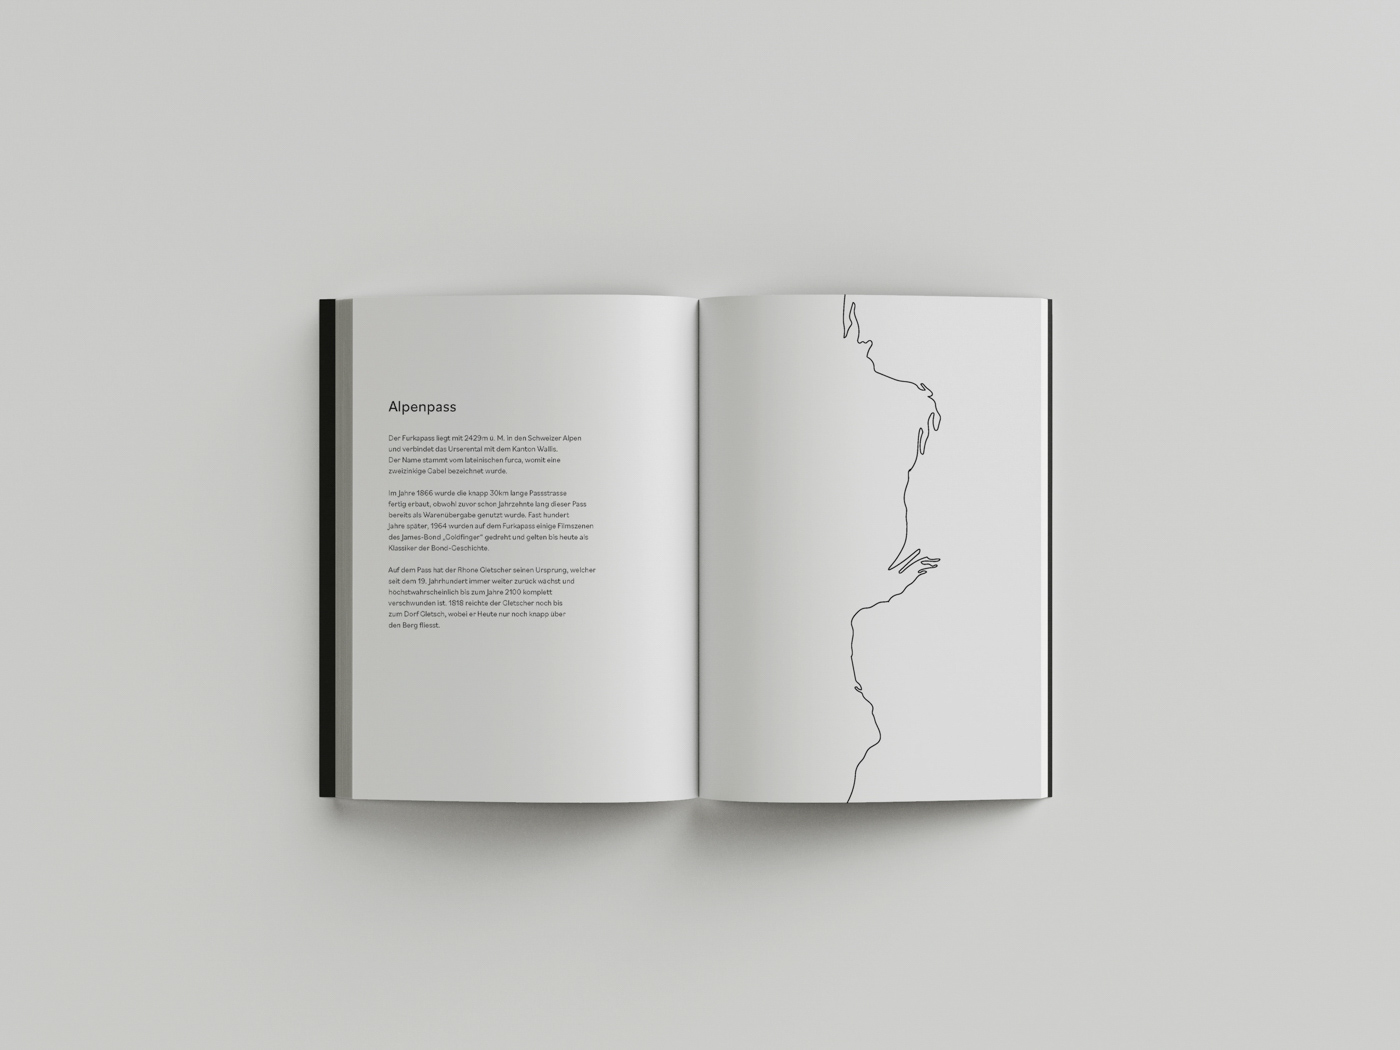 Alpenpass
Der Furkapass liegt mit 2429m ü. M. in den Schweizer Alpen
und verbindet das Urserental mit dem Kanton Wallis.
Der Name stammt vom lateinischen furca, womit eine
zweizinkige Gabel bezeichnet wurde.
Im Jahre 1866 wurde die knapp 30km lange Passstrasse
fertig erbaut, obwohl zuvor schon Jahrzehnte lang dieser Pass
bereits als Warenübergabe genutzt wurde. Fast hundert
Jahre später, 1964 wurden auf dem Furkapass einige Filmszenen
des James-Bond „Goldfinger“ gedreht und gelten bis heute als
Klassiker der Bond-Geschichte.
Auf dem Pass hat der Rhone Gletscher seinen Ursprung, welcher
seit dem 19. Jahrhundert immer weiter zurück wächst und
höchstwahrscheinlich bis zum Jahre 2100 komplett
verschwunden ist. 1818 reichte der Gletscher noch bis
zum Dorf Gletsch, wobei er Heute nur noch knapp über
den Berg fliesst.